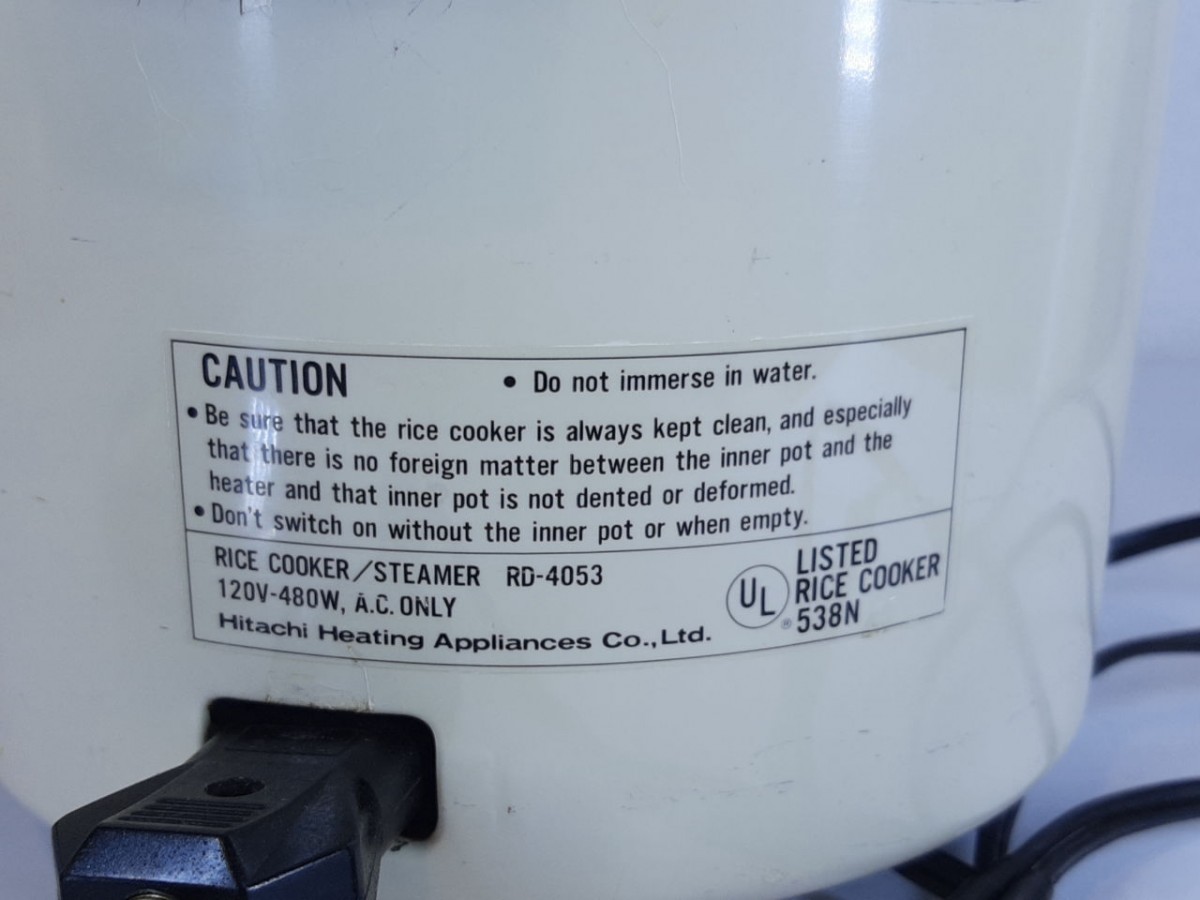 CAUTION • Do not immerse in water.
• Be sure that the rice cooker is always kept clean, and especially
that there is no foreign matter between the inner pot and the
heater and that inner pot is not dented or deformed.
• Don't switch on without the inner pot or when empty.
RICE COOKER/STEAMER RD-4053
120V-480W, A.C. ONLY
Hitachi Heating Appliances Co., Ltd.
UL®
LISTED
RICE COOKER
538N